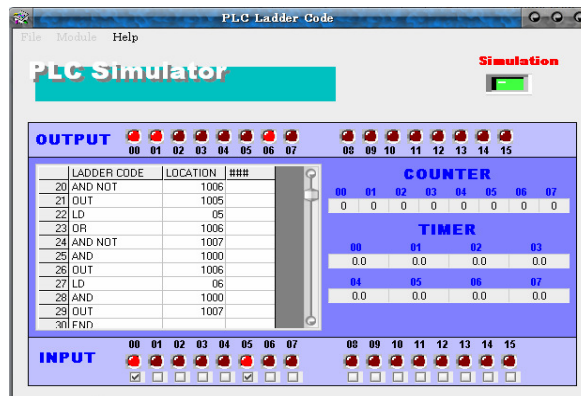 PLC Ladder Code
File Module Help
PLC Simulator
Simulation
OUTPUT
00 01 02 03 04 05 06 07
08 09 10 11 12 13 14 15
LADDER CODE LOCATION ###
20 AND NOT 1006
21 OUT 1005
22 LD 05
23 OR 1006
24 AND NOT 1007
25 AND 1000
26 OUT 1006
27 LD 06
28 AND 1000
29 OUT 1007
30 END
COUNTER
00 01 02 03 04 05 06 07
0 0 0 0 0 0 0 0
TIMER
00 01 02 03
0.0 0.0 0.0 0.0
04 05 06 07
0.0 0.0 0.0 0.0
INPUT
00 01 02 03 04 05 06 07
08 09 10 11 12 13 14 15